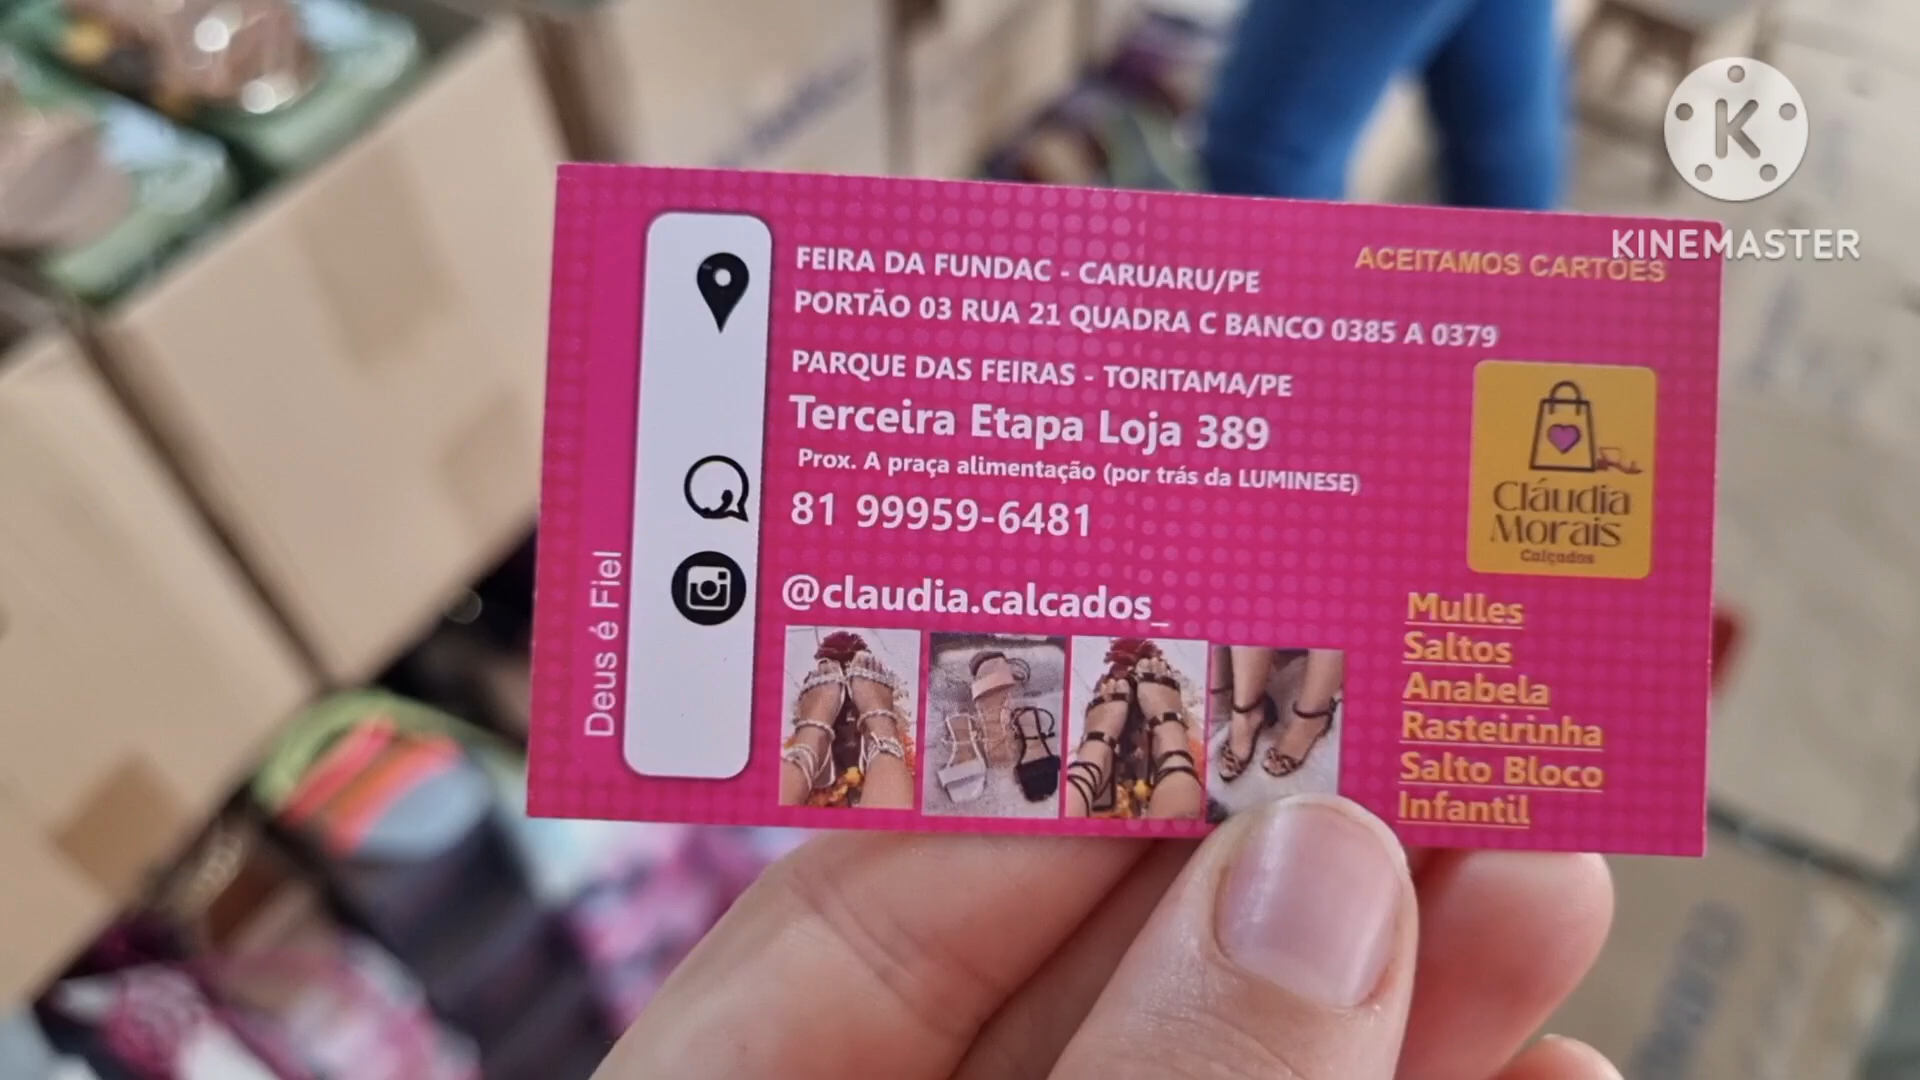 FEIRA DA FUNDAC - CARUARU/PE
PORTÃO 03 RUA 21 QUADRA C BANCO 0385 A 0379
PARQUE DAS FEIRAS - TORITAMA/PE
Terceira Etapa Loja 389
Prox. A praça alimentação (por trás da LUMINESE)
81 99959-6481
@claudia.calcados_
Deus é Fiel
ACEITAMOS CARTÕES
Cláudia
Morais
Calçados
Mulles
Saltos
Anabela
Rasteirinha
Salto Bloco
Infantil
K
KINEMASTER